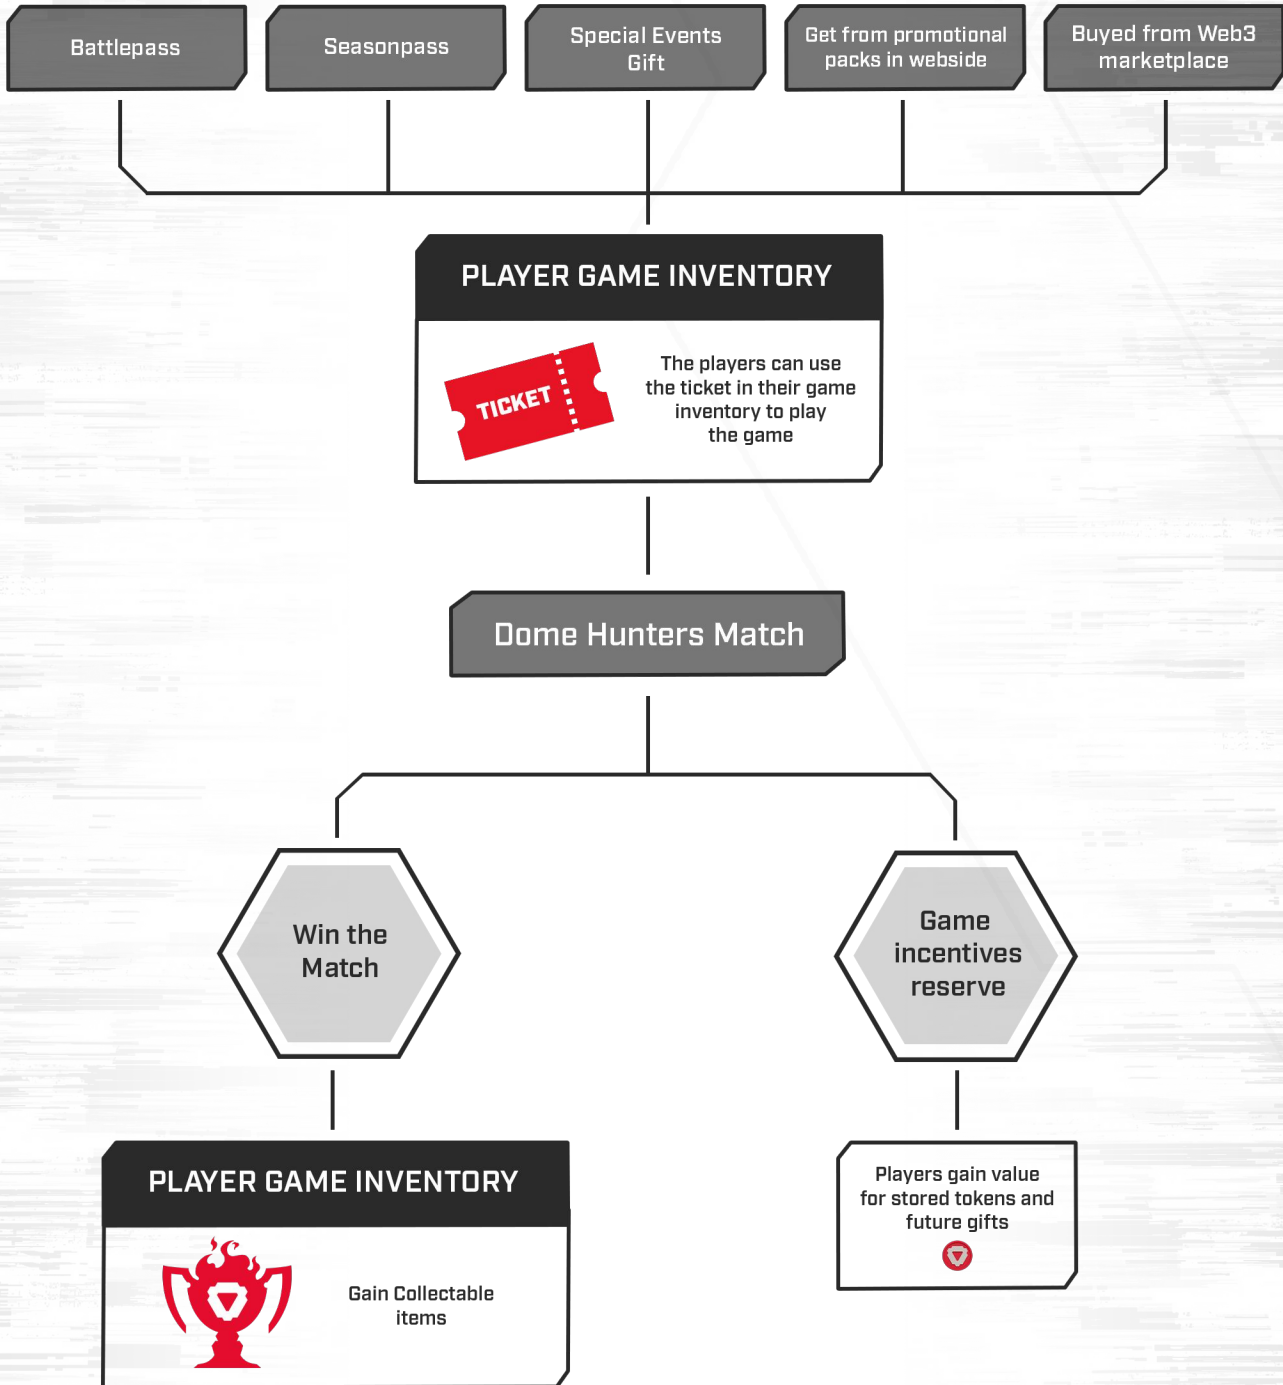 Battlepass
Seasonpass
Special Events
Gift
Get from promotional
packs in webside
Buyed from Web3
marketplace
PLAYER GAME INVENTORY
TICKET
The players can use
the ticket in their game
inventory to play
the game
Dome Hunters Match
Win the
Match
Game
incentives
reserve
PLAYER GAME INVENTORY
Gain Collectable
items
Players gain value
for stored tokens and
future gifts